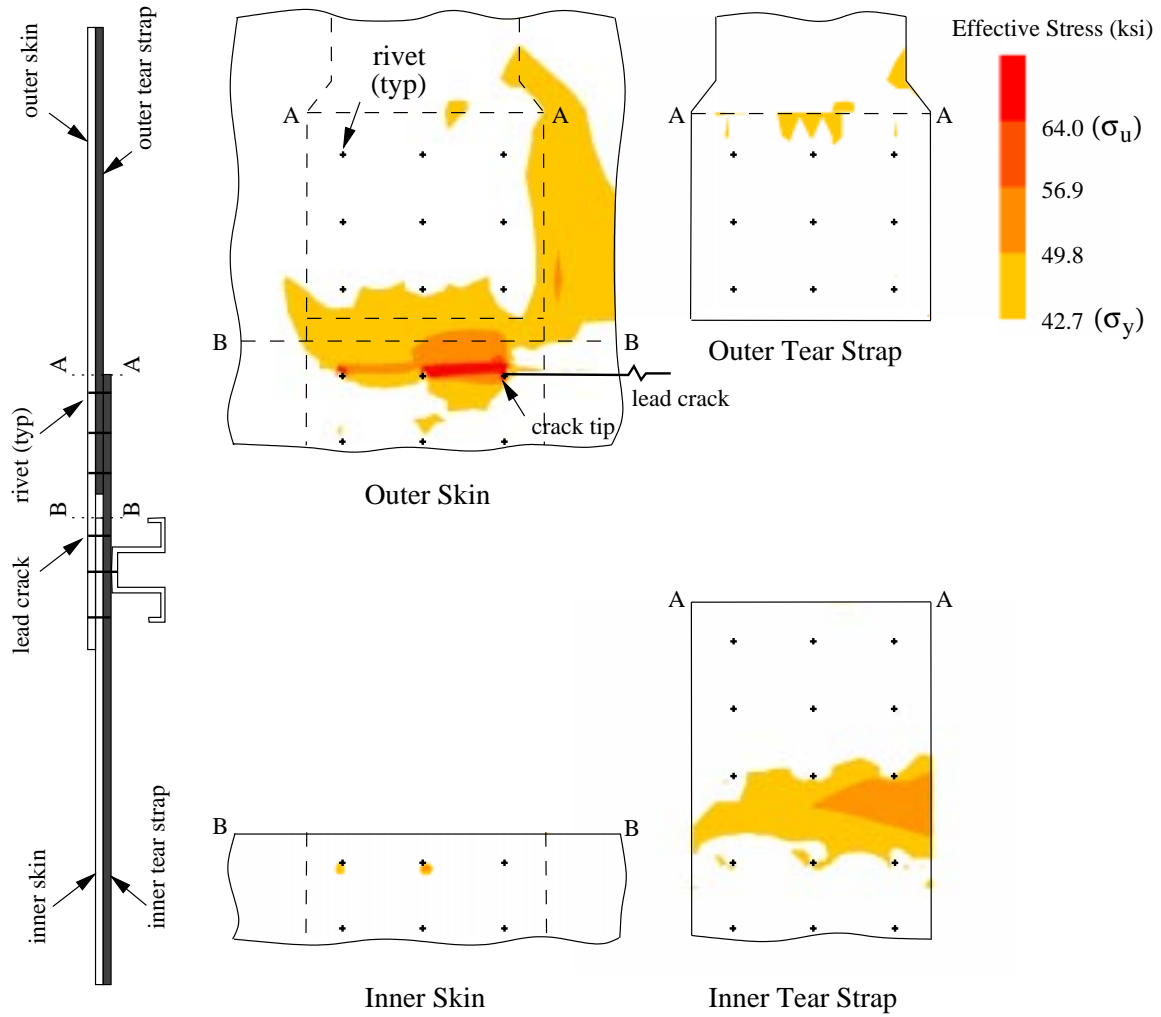 outer skin
outer tear strap
A
A
rivet (typ)
B
B
lead crack
inner skin
inner tear strap
rivet
(typ)
A
A
B
B
lead crack
crack tip
Outer Skin
A
A
Outer Tear Strap
Effective Stress (ksi)
64.0 (σu)
56.9
49.8
42.7 (σy)
B
B
Inner Skin
A
A
Inner Tear Strap